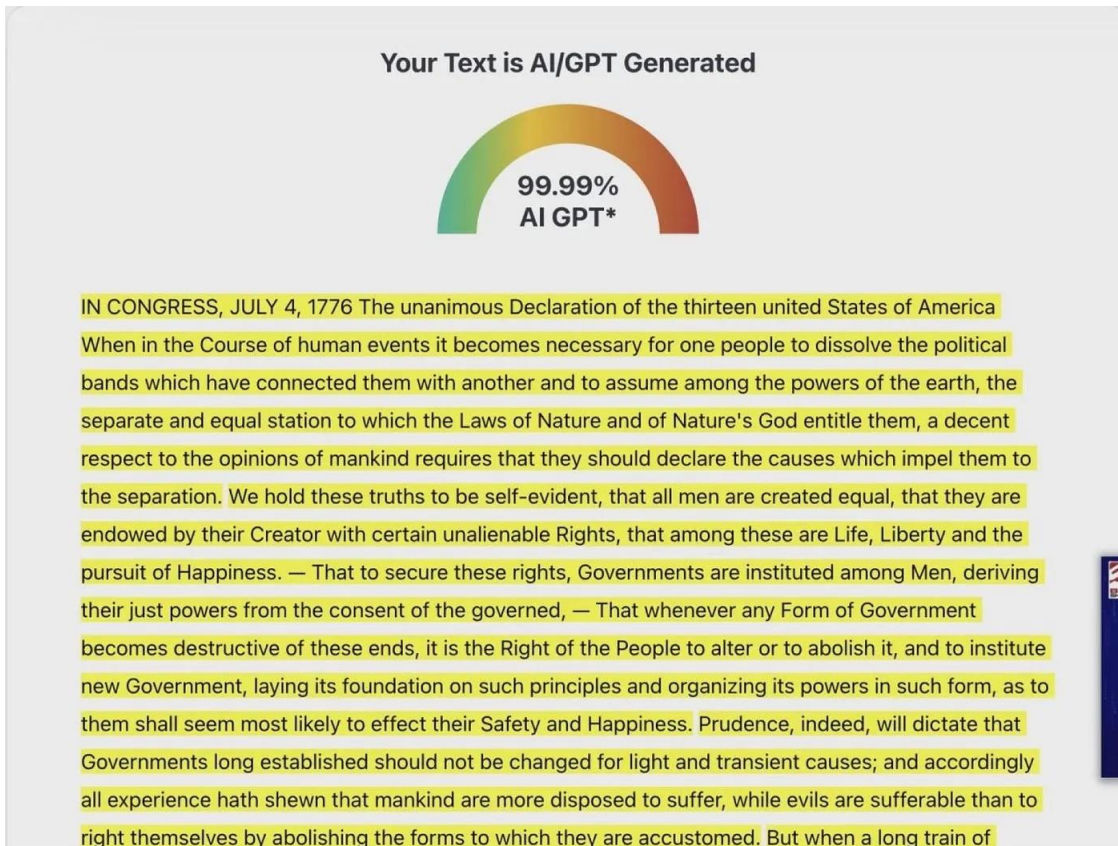 Your Text is AI/GPT Generated
99.99%
AI GPT*
IN CONGRESS, JULY 4, 1776 The unanimous Declaration of the thirteen united States of America
When in the Course of human events it becomes necessary for one people to dissolve the political
bands which have connected them with another and to assume among the powers of the earth, the
separate and equal station to which the Laws of Nature and of Nature's God entitle them, a decent
respect to the opinions of mankind requires that they should declare the causes which impel them to
the separation. We hold these truths to be self-evident, that all men are created equal, that they are
endowed by their Creator with certain unalienable Rights, that among these are Life, Liberty and the
pursuit of Happiness. — That to secure these rights, Governments are instituted among Men, deriving
their just powers from the consent of the governed, — That whenever any Form of Government
becomes destructive of these ends, it is the Right of the People to alter or to abolish it, and to institute
new Government, laying its foundation on such principles and organizing its powers in such form, as to
them shall seem most likely to effect their Safety and Happiness. Prudence, indeed, will dictate that
Governments long established should not be changed for light and transient causes; and accordingly
all experience hath shewn that mankind are more disposed to suffer, while evils are sufferable than to
right themselves by abolishing the forms to which they are accustomed. But when a long train of